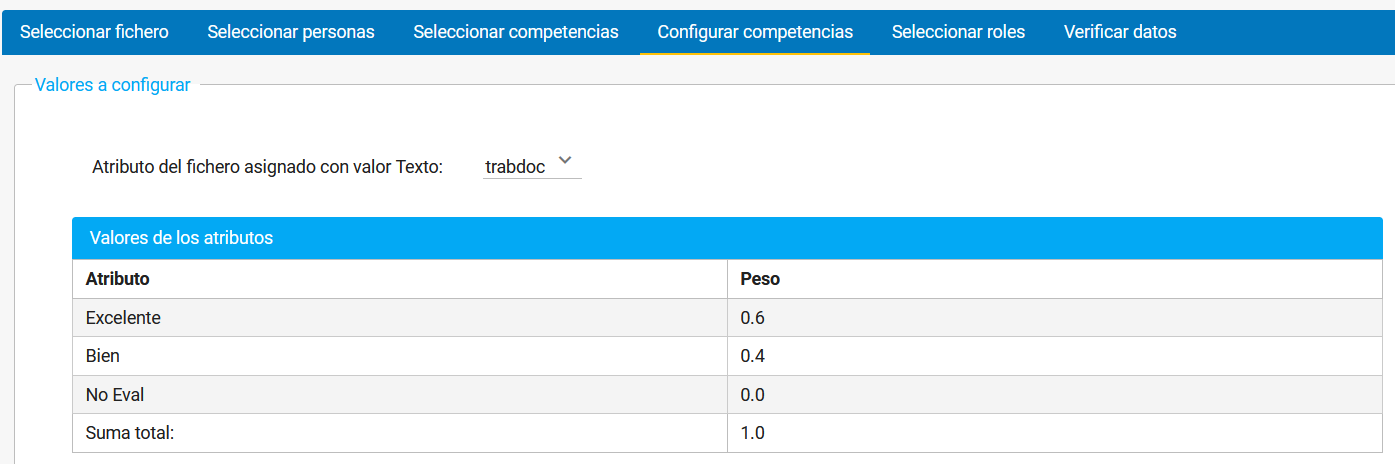 Seleccionar fichero Seleccionar personas Seleccionar competencias Configurar competencias Seleccionar roles Verificar datos
Valores a configurar
Atributo del fichero asignado con valor Texto: trabdoc
Valores de los atributos
Atributo Peso
Excelente 0.6
Bien 0.4
No Eval 0.0
Suma total: 1.0